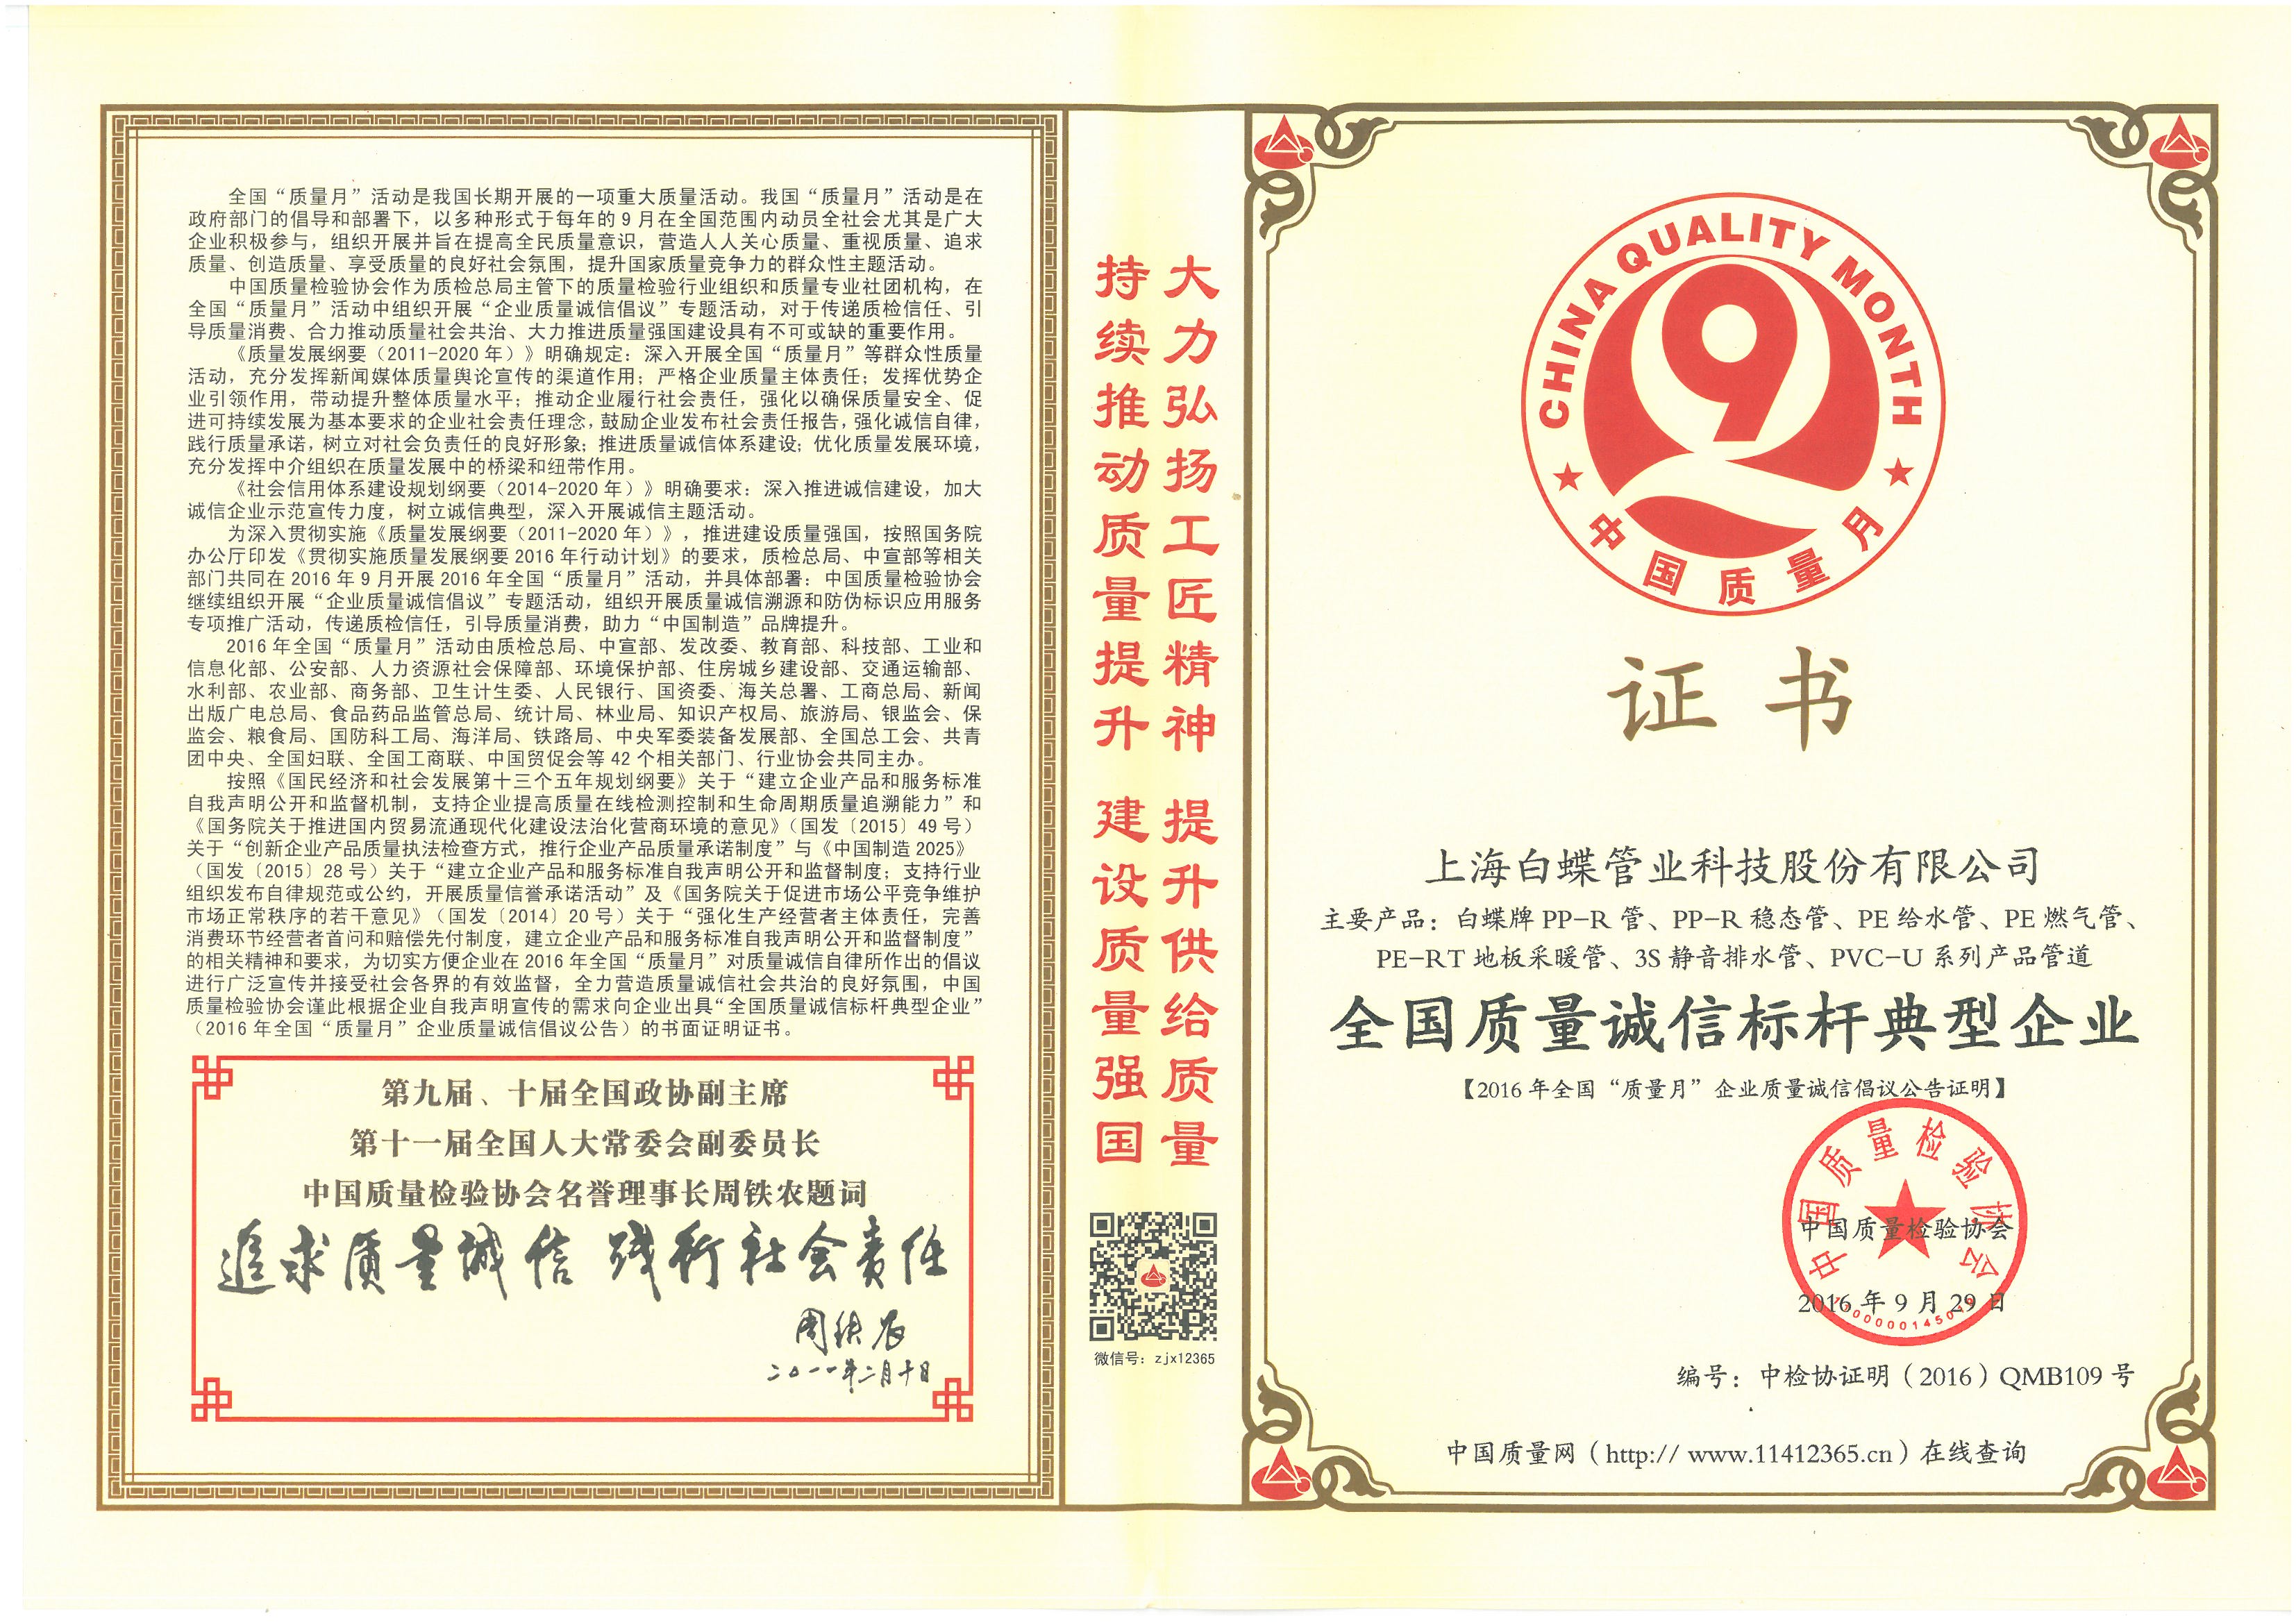 全国“质量月”活动是我国长期开展的一项重大质量活动。我国“质量月”活动是在
政府部门的倡导和部署下，以多种形式于每年的9月在全国范围内动员全社会尤其是广大
企业积极参与，组织开展并旨在提高全民质量意识，营造人人关心质量、重视质量、追求
质量、创造质量、享受质量的良好社会氛围，提升国家质量竞争力的群众性主题活动。
中国质量检验协会作为质检总局主管下的质量检验行业组织和质量专业社团机构，在
全国“质量月”活动中组织开展“企业质量诚信倡议”专题活动，对于传递质检信任、引
导质量消费、合力推动质量社会共治、大力推进质量强国建设具有不可或缺的重要作用。
《质量发展纲要（2011-2020年）》明确规定：深入开展全国“质量月”等群众性质量
活动，充分发挥新闻媒体质量舆论宣传的渠道作用；严格企业质量主体责任；发挥优势企
业引领作用，带动提升整体质量水平；推动企业履行社会责任，强化以确保质量安全、促
进可持续发展为基本要求的企业社会责任理念，鼓励企业发布社会责任报告，强化诚信自律，
践行质量承诺，树立对社会负责任的良好形象；推进质量诚信体系建设；优化质量发展环境，
充分发挥中介组织在质量发展中的桥梁和纽带作用。
《社会信用体系建设规划纲要（2014-2020年）》明确要求：深入推进诚信建设，加大
诚信企业示范宣传力度，树立诚信典型，深入开展诚信主题活动。
为深入贯彻实施《质量发展纲要（2011-2020年）》，推进建设质量强国，按照国务院
办公厅印发《贯彻实施质量发展纲要2016年行动计划》的要求，质检总局、中宣部等相关
部门共同在2016年9月开展2016年全国“质量月”活动，并具体部署：中国质量检验协会
继续组织开展“企业质量诚信倡议”专题活动，组织开展质量诚信溯源和防伪标识应用服务
专项推广活动，传递质检信任，引导质量消费，助力“中国制造”品牌提升。
2016年全国“质量月”活动由质检总局、中宣部、发改委、教育部、科技部、工业和
信息化部、公安部、人力资源社会保障部、环境保护部、住房城乡建设部、交通运输部、
水利部、农业部、商务部、卫生计生委、人民银行、国资委、海关总署、工商总局、新闻
出版广电总局、食品药品监管总局、统计局、林业局、知识产权局、旅游局、银监会、保
监会、粮食局、国防科工局、海洋局、铁路局、中央军委装备发展部、全国总工会、共青
团中央、全国妇联、全国工商联、中国贸促会等42个相关部门、行业协会共同主办。
按照《国民经济和社会发展第十三个五年规划纲要》关于“建立企业产品和服务标准
自我声明公开和监督机制，支持企业提高质量在线检测控制和生命周期质量追溯能力”和
《国务院关于推进国内贸易流通现代化建设法治化营商环境的意见》（国发〔2015〕49号）
关于“创新企业产品质量执法检查方式，推行企业产品质量承诺制度”与《中国制造2025》
（国发〔2015〕28号）关于“建立企业产品和服务标准自我声明公开和监督制度；支持行业
组织发布自律规范或公约，开展质量信誉承诺活动”及《国务院关于促进市场公平竞争维护
市场正常秩序的若干意见》（国发〔2014〕20号）关于“强化生产经营者主体责任，完善
消费环节经营者首问和赔偿先付制度，建立企业产品和服务标准自我声明公开和监督制度”
的相关精神和要求，为切实方便企业在2016年全国“质量月”对质量诚信自律所作出的倡议
进行广泛宣传并接受社会各界的有效监督，全力营造质量诚信社会共治的良好氛围，中国
质量检验协会谨此根据企业自我声明宣传的需求向企业出具“全国质量诚信标杆典型企业”
（2016年全国“质量月”企业质量诚信倡议公告）的书面证明证书。
第九届、十届全国政协副主席
第十一届全国人大常委会副委员长
中国质量检验协会名誉理事长周铁农题词
追求质量诚信 践行社会责任
周铁农
二〇一一年二月十日
大力弘扬工匠精神 提升供给质量
持续推动质量提升 建设质量强国
微信号：zjx12365
CHINA QUALITY MONTH
9
中国质量月
证书
上海白蝶管业科技股份有限公司
主要产品：白蝶牌PP-R管、PP-R稳态管、PE给水管、PE燃气管、
PE-RT地板采暖管、3S静音排水管、PVC-U系列产品管道
全国质量诚信标杆典型企业
【2016年全国“质量月”企业质量诚信倡议公告证明】
中国质量检验协会
中国质量检验协会
2016年9月29日
编号：中检协证明（2016）QMB109号
中国质量网（http:// www.11412365.cn）在线查询